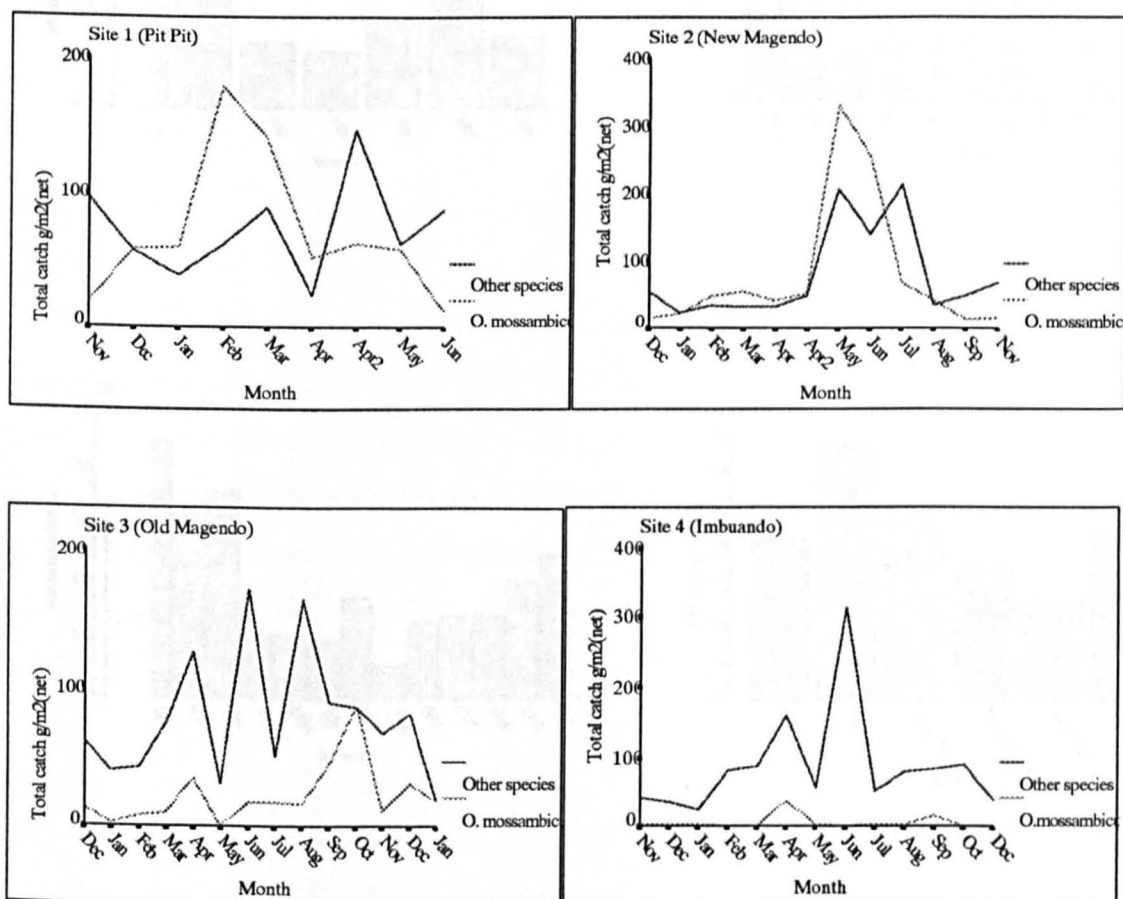 Site 1 (Pit Pit)
200
100
0
Total catch g/m2(net)
Other species
O. mossambic
Nov Dec Jan Feb Mar Apr Apr2 May Jun
Month
Site 2 (New Magendo)
400
300
200
100
0
Total catch g/m2(net)
Other species
O. mossambic
Dec Jan Feb Mar Apr Apr2 May Jun Jul Aug Sep Nov
Month
Site 3 (Old Magendo)
200
100
0
Total catch g/m2(net)
Other species
O. mossambic
Dec Jan Feb Mar Apr May Jun Jul Aug Sep Oct Nov Dec Jan
Month
Site 4 (Imbuando)
400
300
200
100
0
Total catch g/m2(net)
Other species
O.mossambic
Nov Dec Jan Feb Mar Apr May Jun Jul Aug Sep Oct Dec
Month